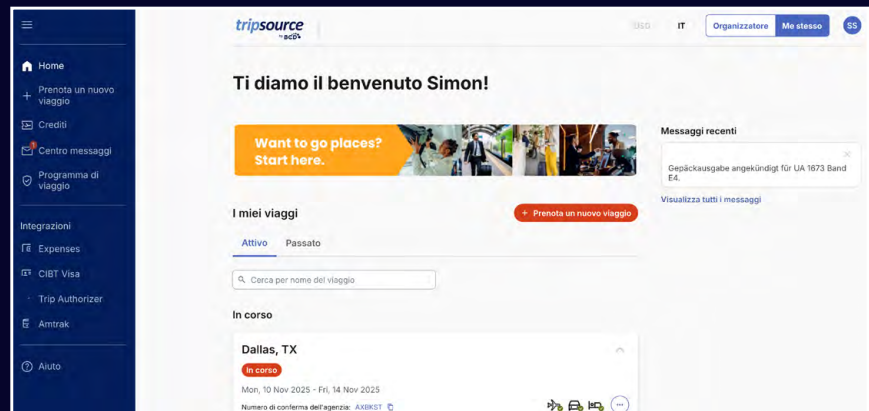 tripsource
by BCD
IT
Organizzatore
Me stesso
SS
Home
Prenota un nuovo
viaggio
Crediti
1
Centro messaggi
Programma di
viaggio
Integrazioni
Expenses
CIBT Visa
Trip Authorizer
Amtrak
Aiuto
Ti diamo il benvenuto Simon!
Want to go places?
Start here.
I miei viaggi
+ Prenota un nuovo viaggio
Attivo
Passato
Cerca per nome del viaggio
In corso
Dallas, TX
In corso
Mon, 10 Nov 2025 - Fri, 14 Nov 2025
Numero di conferma dell'agenzia: AXBKST
Messaggi recenti
Gepäckausgabe angekündigt für UA 1673 Band
E4.
Visualizza tutti i messaggi